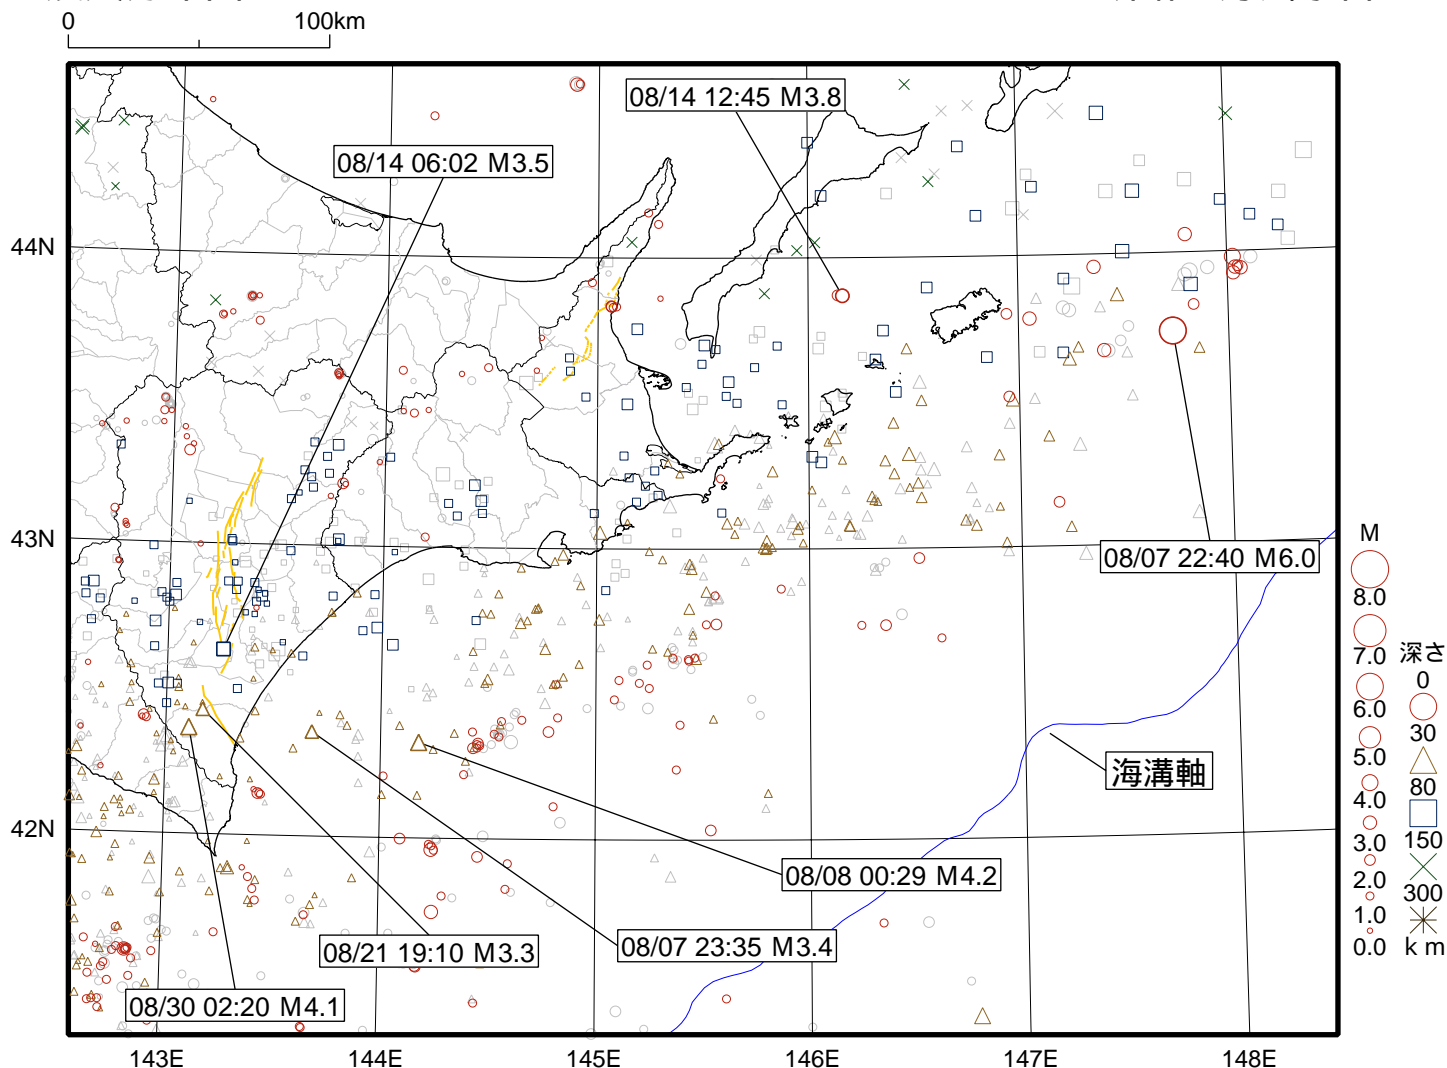 0 100km
08/14 12:45 M3.8
08/14 06:02 M3.5
44N
43N
42N
08/07 22:40 M6.0
海溝軸
08/08 00:29 M4.2
08/07 23:35 M3.4
08/21 19:10 M3.3
08/30 02:20 M4.1
143E 144E 145E 146E 147E 148E
M
8.0
7.0
6.0
5.0
4.0
3.0
2.0
1.0
0.0
深さ
0
30
80
150
300
km